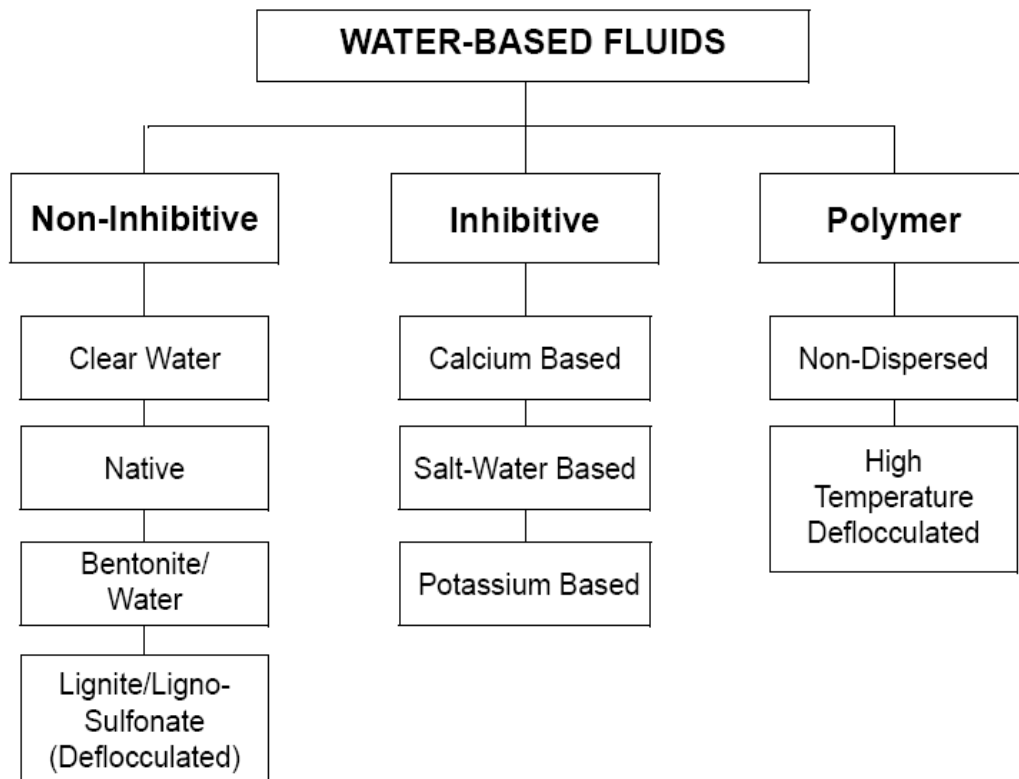 WATER-BASED FLUIDS
Non-Inhibitive
Clear Water
Native
Bentonite/
Water
Lignite/Ligno-
Sulfonate
(Deflocculated)
Inhibitive
Calcium Based
Salt-Water Based
Potassium Based
Polymer
Non-Dispersed
High
Temperature
Deflocculated